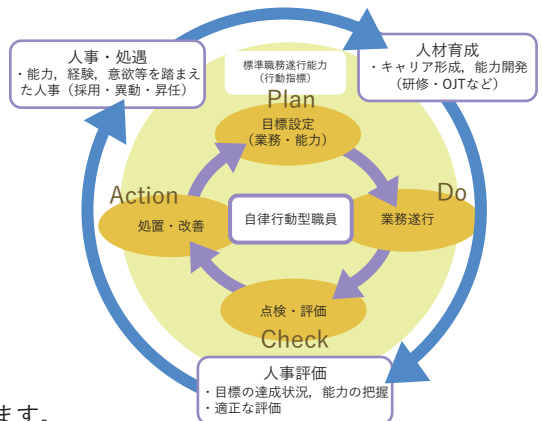 人事・処遇
・能力，経験，意欲等を踏まえ
た人事（採用・異動・昇任）
標準職務遂行能力
（行動指標）
人材育成
・キャリア形成，能力開発
（研修・OJTなど）
Plan
目標設定
（業務・能力）
Action
処置・改善
自律行動型職員
Do
業務遂行
点検・評価
Check
人事評価
・目標の達成状況，能力の把握
・適正な評価
ます。